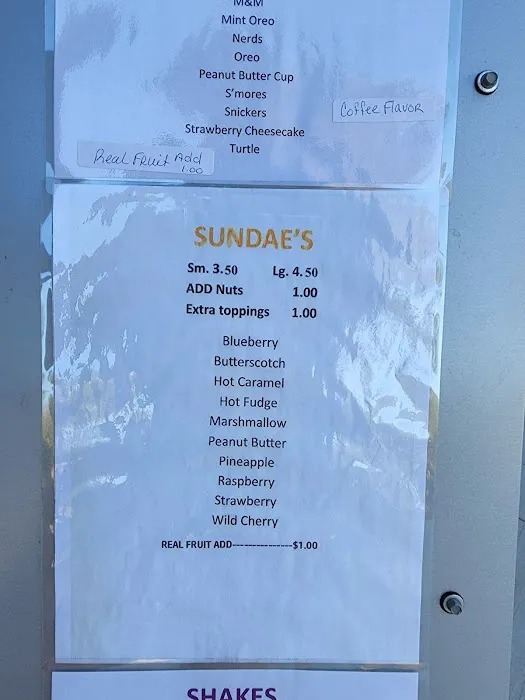 M&M
Mint Oreo
Nerds
Oreo
Peanut Butter Cup
S'mores
Snickers
Coffee Flavor
Strawberry Cheesecake
Turtle
Real Fruit Add
1.00
SUNDAE'S
Sm. 3.50 Lg. 4.50
ADD Nuts 1.00
Extra toppings 1.00
Blueberry
Butterscotch
Hot Caramel
Hot Fudge
Marshmallow
Peanut Butter
Pineapple
Raspberry
Strawberry
Wild Cherry
REAL FRUIT ADD----------------$1.00
SHAKES